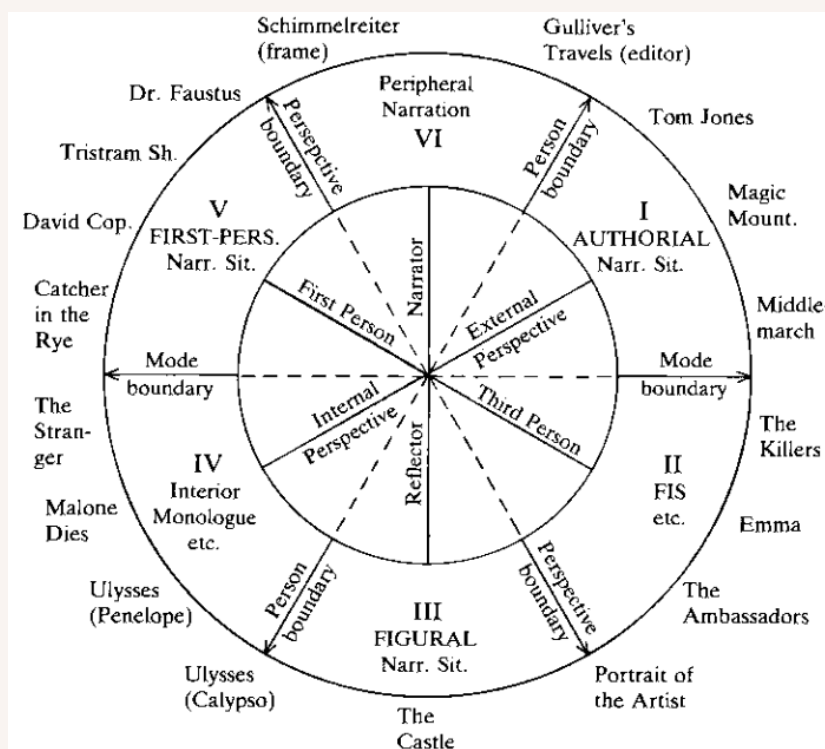 Schimmelreiter
(frame)
Gulliver's
Travels (editor)
Dr. Faustus
Tom Jones
Tristram Sh.
Magic
Mount.
David Cop.
Catcher
in the
Rye
Middle-
march
The
Stran-
ger
The
Killers
Malone
Dies
Emma
Ulysses
(Penelope)
The
Ambassadors
Ulysses
(Calypso)
The
Castle
Portrait of
the Artist
Peripheral
Narration
VI
Persepctive
boundary
Person
boundary
V
FIRST-PERS.
Narr. Sit.
I
AUTHORIAL
Narr. Sit.
First Person
Narrator
External
Perspective
Mode
boundary
Mode
boundary
Internal
Perspective
Reflector
Third Person
IV
Interior
Monologue
etc.
II
FIS
etc.
Person
boundary
Perspective
boundary
III
FIGURAL
Narr. Sit.